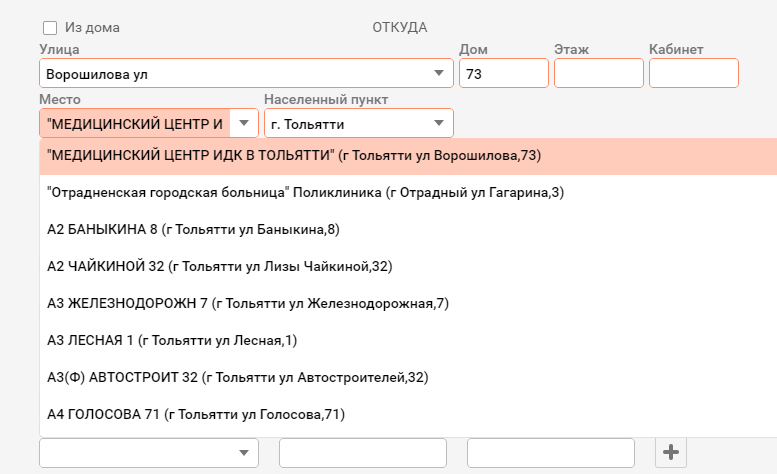 Из дома ОТКУДА
Улица Дом Этаж Кабинет
Ворошилова ул 73
Место Населенный пункт
"МЕДИЦИНСКИЙ ЦЕНТР И г. Тольятти
"МЕДИЦИНСКИЙ ЦЕНТР ИДК В ТОЛЬЯТТИ" (г Тольятти ул Ворошилова,73)
"Отрадненская городская больница" Поликлиника (г Отрадный ул Гагарина,3)
А2 БАНЫКИНА 8 (г Тольятти ул Баныкина,8)
А2 ЧАЙКИНОЙ 32 (г Тольятти ул Лизы Чайкиной,32)
А3 ЖЕЛЕЗНОДОРОЖН 7 (г Тольятти ул Железнодорожная,7)
А3 ЛЕСНАЯ 1 (г Тольятти ул Лесная,1)
А3(Ф) АВТОСТРОИТ 32 (г Тольятти ул Автостроителей,32)
А4 ГОЛОСОВА 71 (г Тольятти ул Голосова,71)